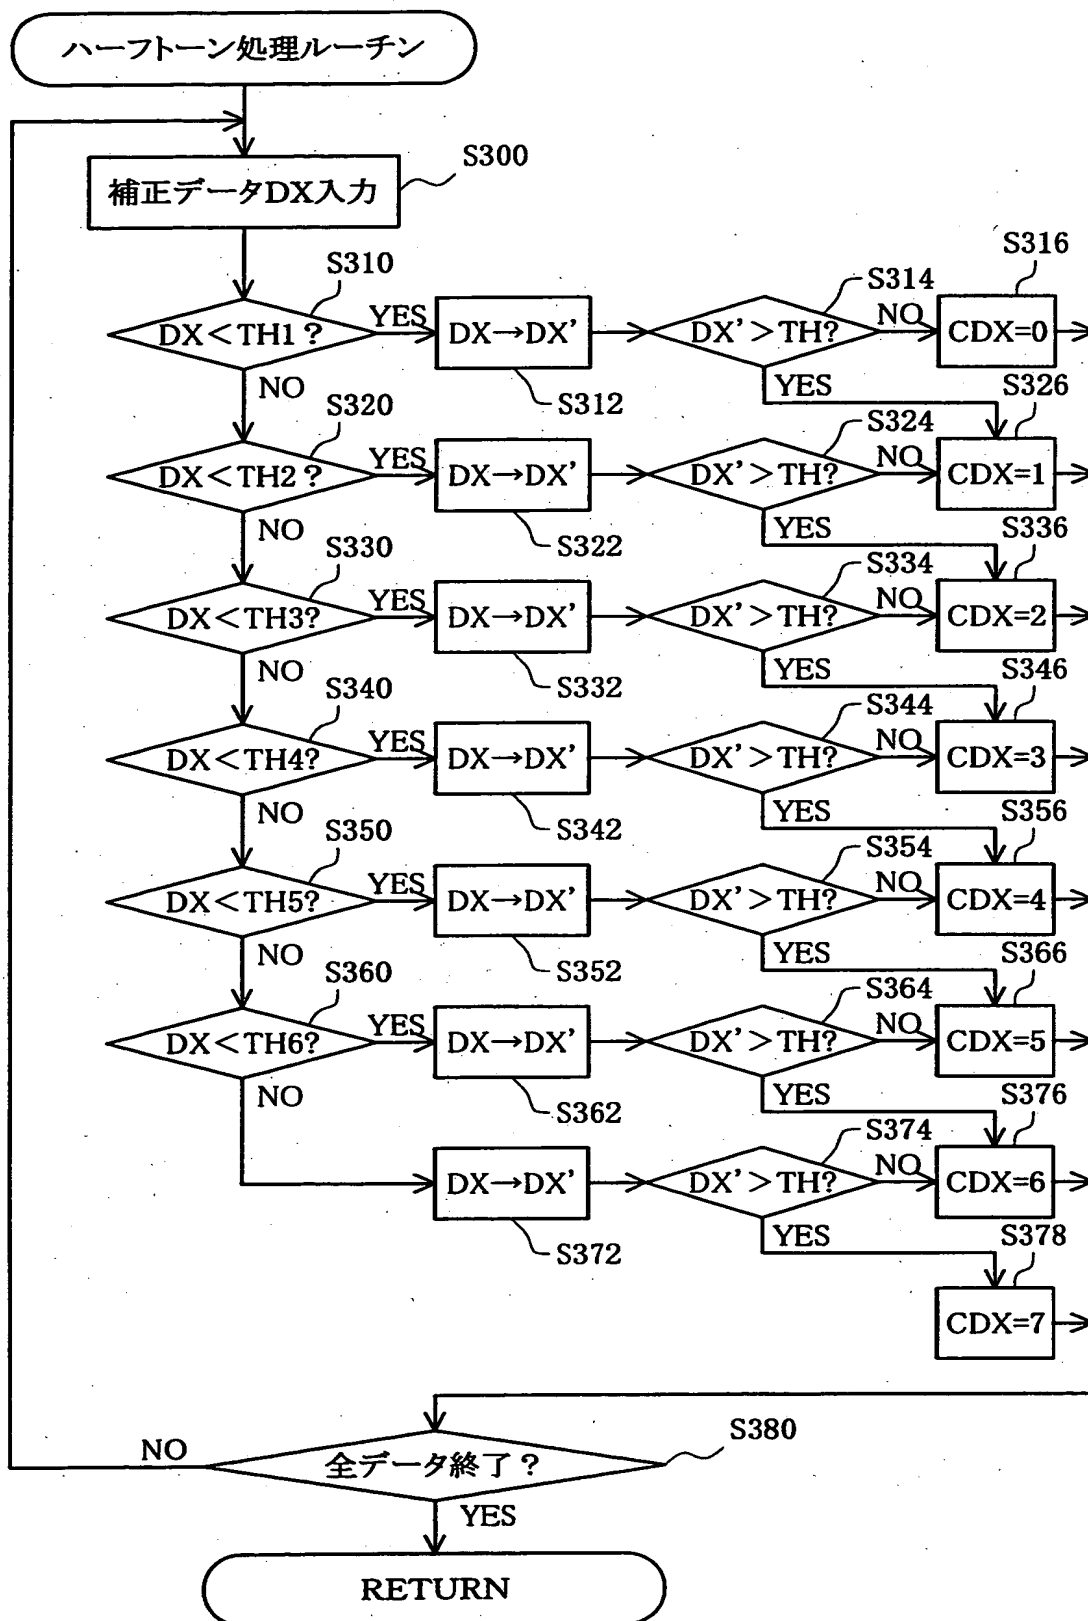 ハーフトーン処理ルーチン
S300
補正データDX入力
S310
DX<TH1?
YES
DX→DX'
S312
S314
DX'>TH?
NO
S316
CDX=0
NO
YES
S320
DX<TH2?
YES
DX→DX'
S322
S324
DX'>TH?
NO
S326
CDX=1
NO
YES
S330
DX<TH3?
YES
DX→DX'
S332
S334
DX'>TH?
NO
S336
CDX=2
NO
YES
S340
DX<TH4?
YES
DX→DX'
S342
S344
DX'>TH?
NO
S346
CDX=3
NO
YES
S350
DX<TH5?
YES
DX→DX'
S352
S354
DX'>TH?
NO
S356
CDX=4
NO
YES
S360
DX<TH6?
YES
DX→DX'
S362
S364
DX'>TH?
NO
S366
CDX=5
NO
YES
DX→DX'
S372
S374
DX'>TH?
NO
S376
CDX=6
YES
S378
CDX=7
S380
全データ終了?
NO
YES
RETURN